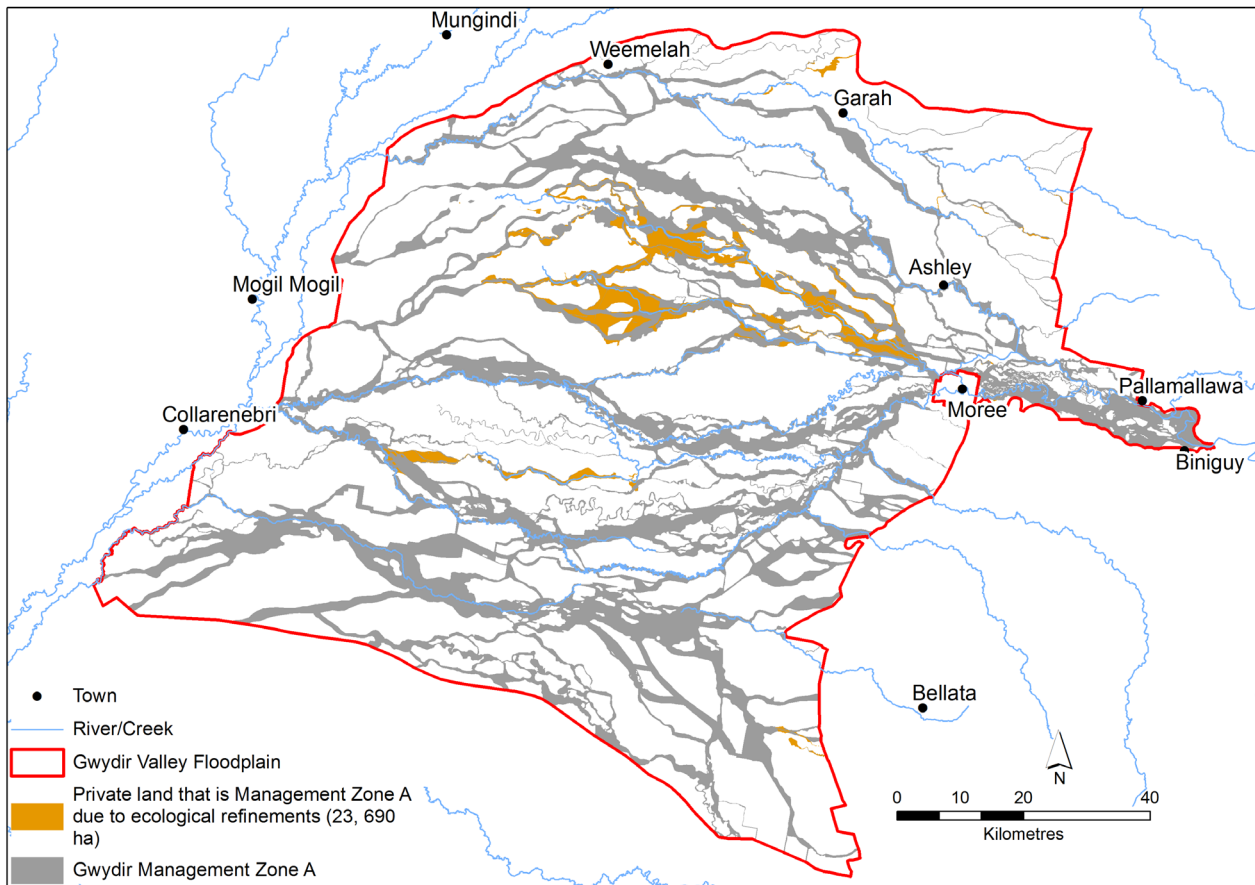 Mungindi
Weemelah
Garah
Ashley
Mogil Mogil
Pallamallawa
Moree
Collarenebri
Biniguy
Bellata
Town
River/Creek
Gwydir Valley Floodplain
Private land that is Management Zone A
due to ecological refinements (23, 690
ha)
Gwydir Management Zone A
N
0 10 20 40
Kilometres